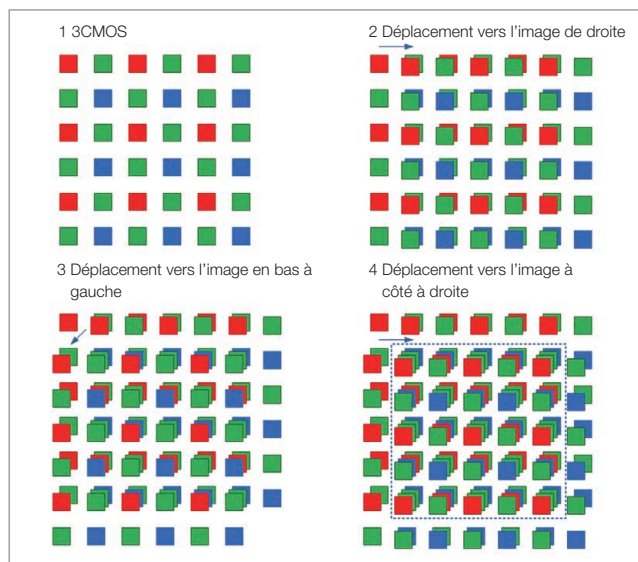 1 3CMOS
2 Déplacement vers l'image de droite
3 Déplacement vers l'image en bas à
gauche
4 Déplacement vers l'image à
côté à droite